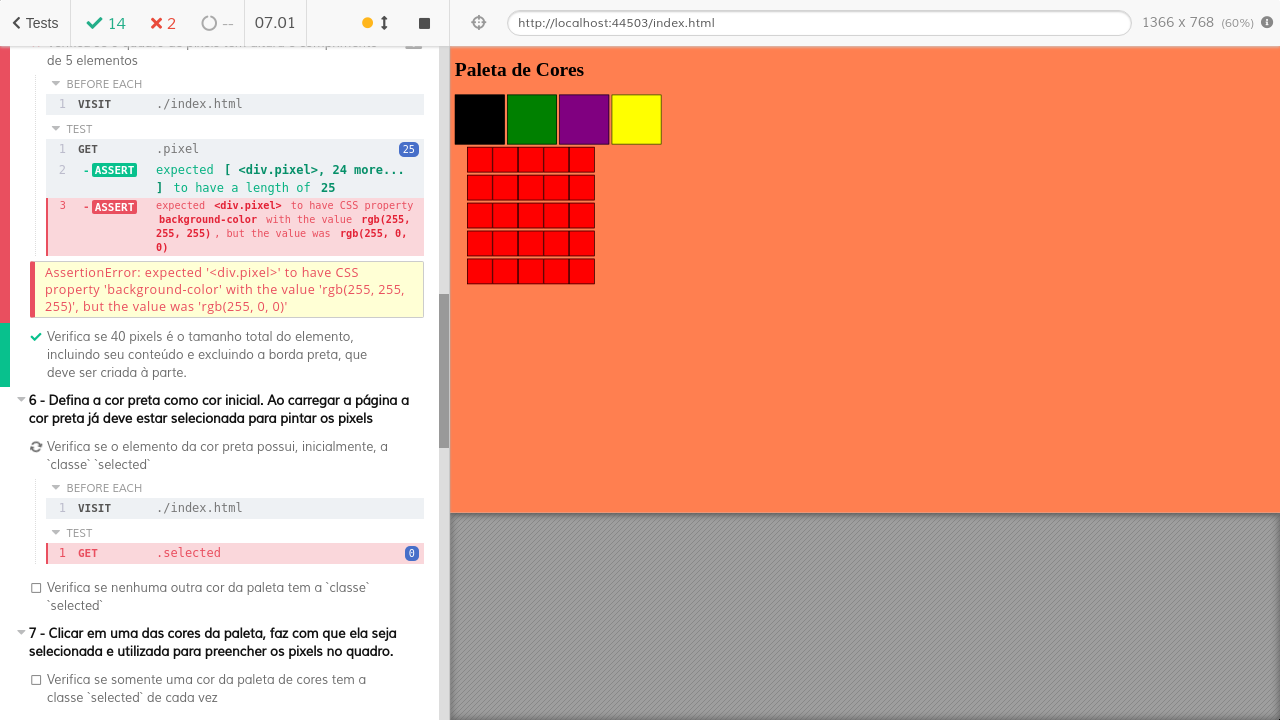 Tests 14 2 -- 07.01
http://localhost:44503/index.html 1366 x 768 (60%)
de 5 elementos
BEFORE EACH
1 VISIT ./index.html
TEST
1 GET .pixel 25
2 -ASSERT expected [ <div.pixel>, 24 more...
] to have a length of 25
3 -ASSERT expected <div.pixel> to have CSS property
background-color with the value rgb(255,
255, 255) , but the value was rgb(255, 0,
0)
AssertionError: expected '<div.pixel>' to have CSS
property 'background-color' with the value 'rgb(255, 255,
255)', but the value was 'rgb(255, 0, 0)'
Verifica se 40 pixels é o tamanho total do elemento,
incluindo seu conteúdo e excluindo a borda preta, que
deve ser criada à parte.
6 - Defina a cor preta como cor inicial. Ao carregar a página a
cor preta já deve estar selecionada para pintar os pixels
Verifica se o elemento da cor preta possui, inicialmente, a
`classe` `selected`
BEFORE EACH
1 VISIT ./index.html
TEST
1 GET .selected 0
Verifica se nenhuma outra cor da paleta tem a `classe`
`selected`
7 - Clicar em uma das cores da paleta, faz com que ela seja
selecionada e utilizada para preencher os pixels no quadro.
Verifica se somente uma cor da paleta de cores tem a
classe `selected` de cada vez
Paleta de Cores